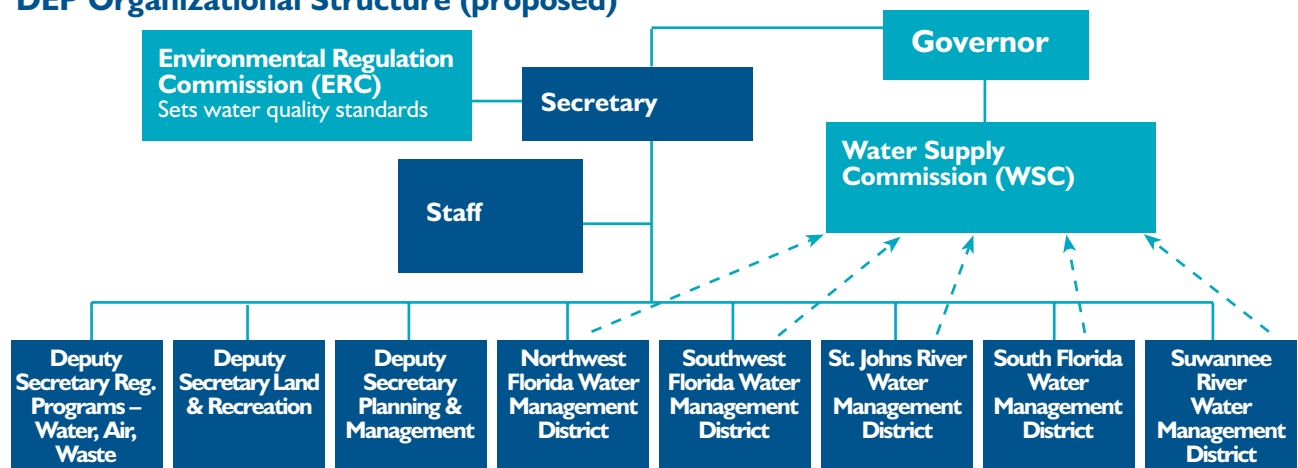 DEP Organizational Structure (proposed)
Governor
Environmental Regulation
Commission (ERC)
Sets water quality standards
Secretary
Water Supply
Commission (WSC)
Staff
Deputy
Secretary Reg.
Programs –
Water, Air,
Waste
Deputy
Secretary Land
& Recreation
Deputy
Secretary
Planning &
Management
Northwest
Florida Water
Management
District
Southwest
Florida Water
Management
District
St. Johns River
Water
Management
District
South Florida
Water
Management
District
Suwannee
River
Water
Management
District